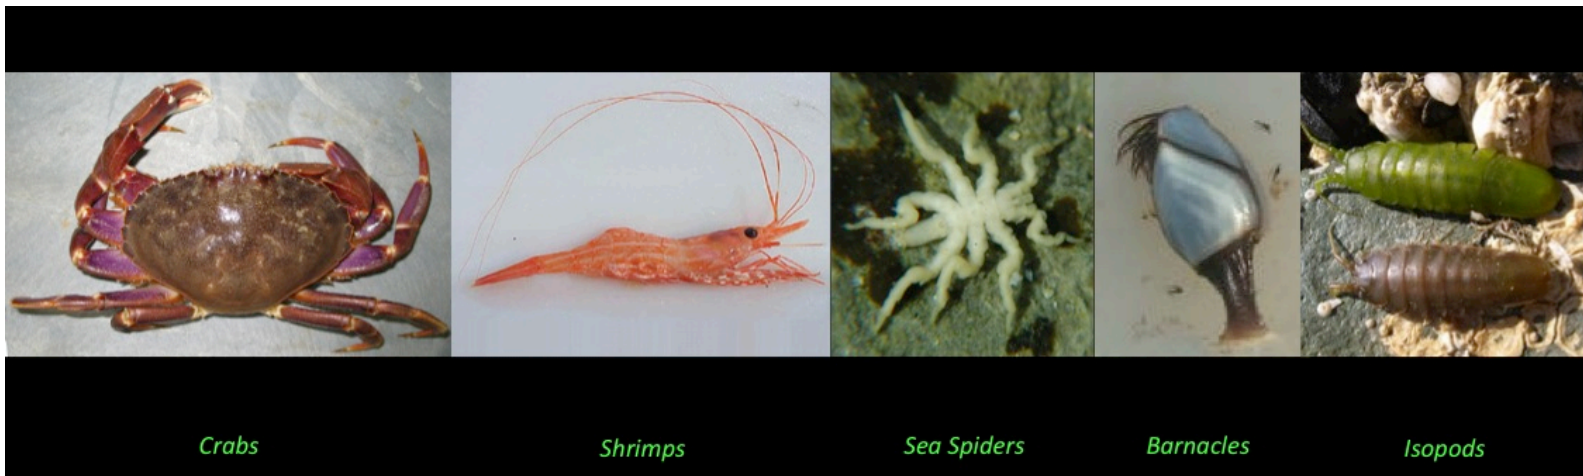 Crabs
Shrimps
Sea Spiders
Barnacles
Isopods